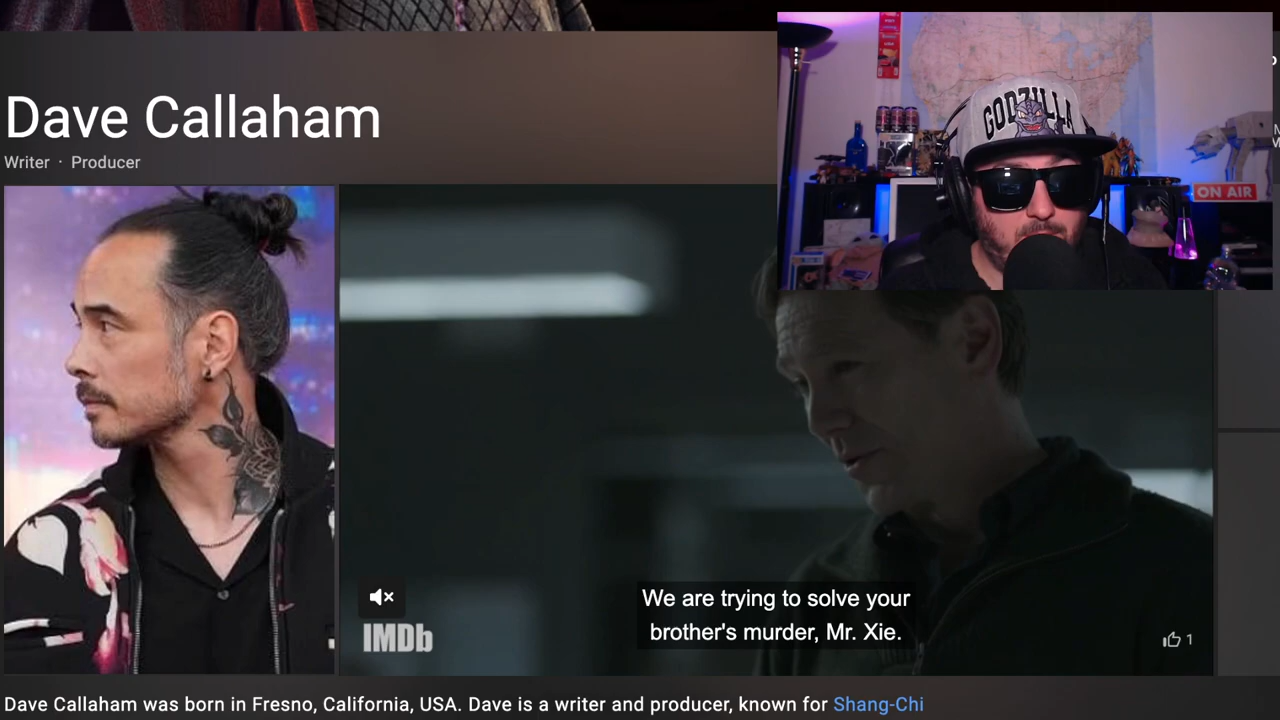 Dave Callaham
Writer · Producer
GODZILLA
ON AIR
We are trying to solve your
brother's murder, Mr. Xie.
IMDb
1
Dave Callaham was born in Fresno, California, USA. Dave is a writer and producer, known for Shang-Chi